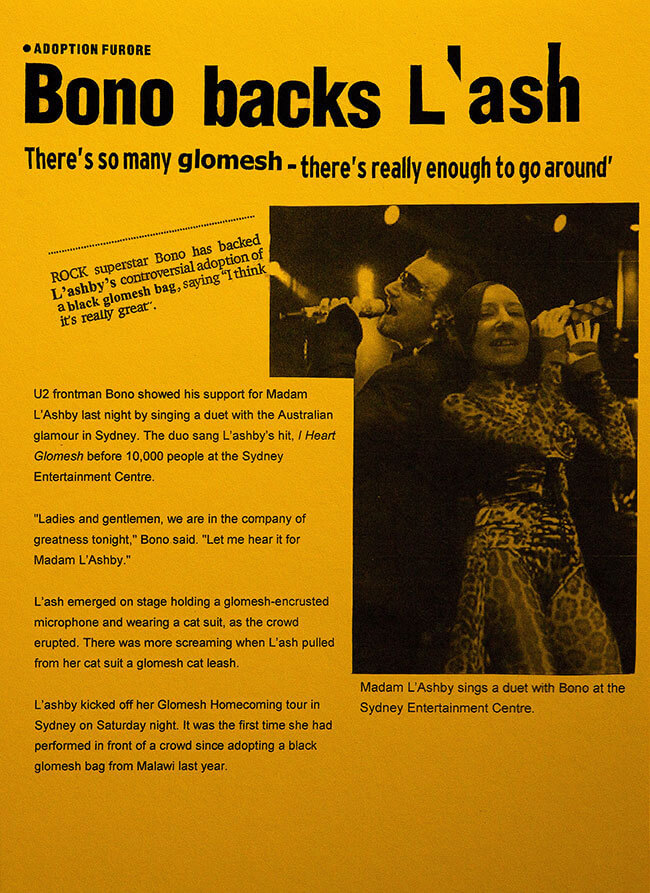 ● ADOPTION FURORE
Bono backs L'ash
There's so many glomesh - there's really enough to go around'
ROCK superstar Bono has backed
L'ashby's controversial adoption of
a black glomesh bag, saying "I think
it's really great".
U2 frontman Bono showed his support for Madam
L'Ashby last night by singing a duet with the Australian
glamour in Sydney. The duo sang L'ashby's hit, I Heart
Glomesh before 10,000 people at the Sydney
Entertainment Centre.
"Ladies and gentlemen, we are in the company of
greatness tonight," Bono said. "Let me hear it for
Madam L'Ashby."
L'ash emerged on stage holding a glomesh-encrusted
microphone and wearing a cat suit, as the crowd
erupted. There was more screaming when L'ash pulled
from her cat suit a glomesh cat leash.
L'ashby kicked off her Glomesh Homecoming tour in
Sydney on Saturday night. It was the first time she had
performed in front of a crowd since adopting a black
glomesh bag from Malawi last year.
Madam L'Ashby sings a duet with Bono at the
Sydney Entertainment Centre.